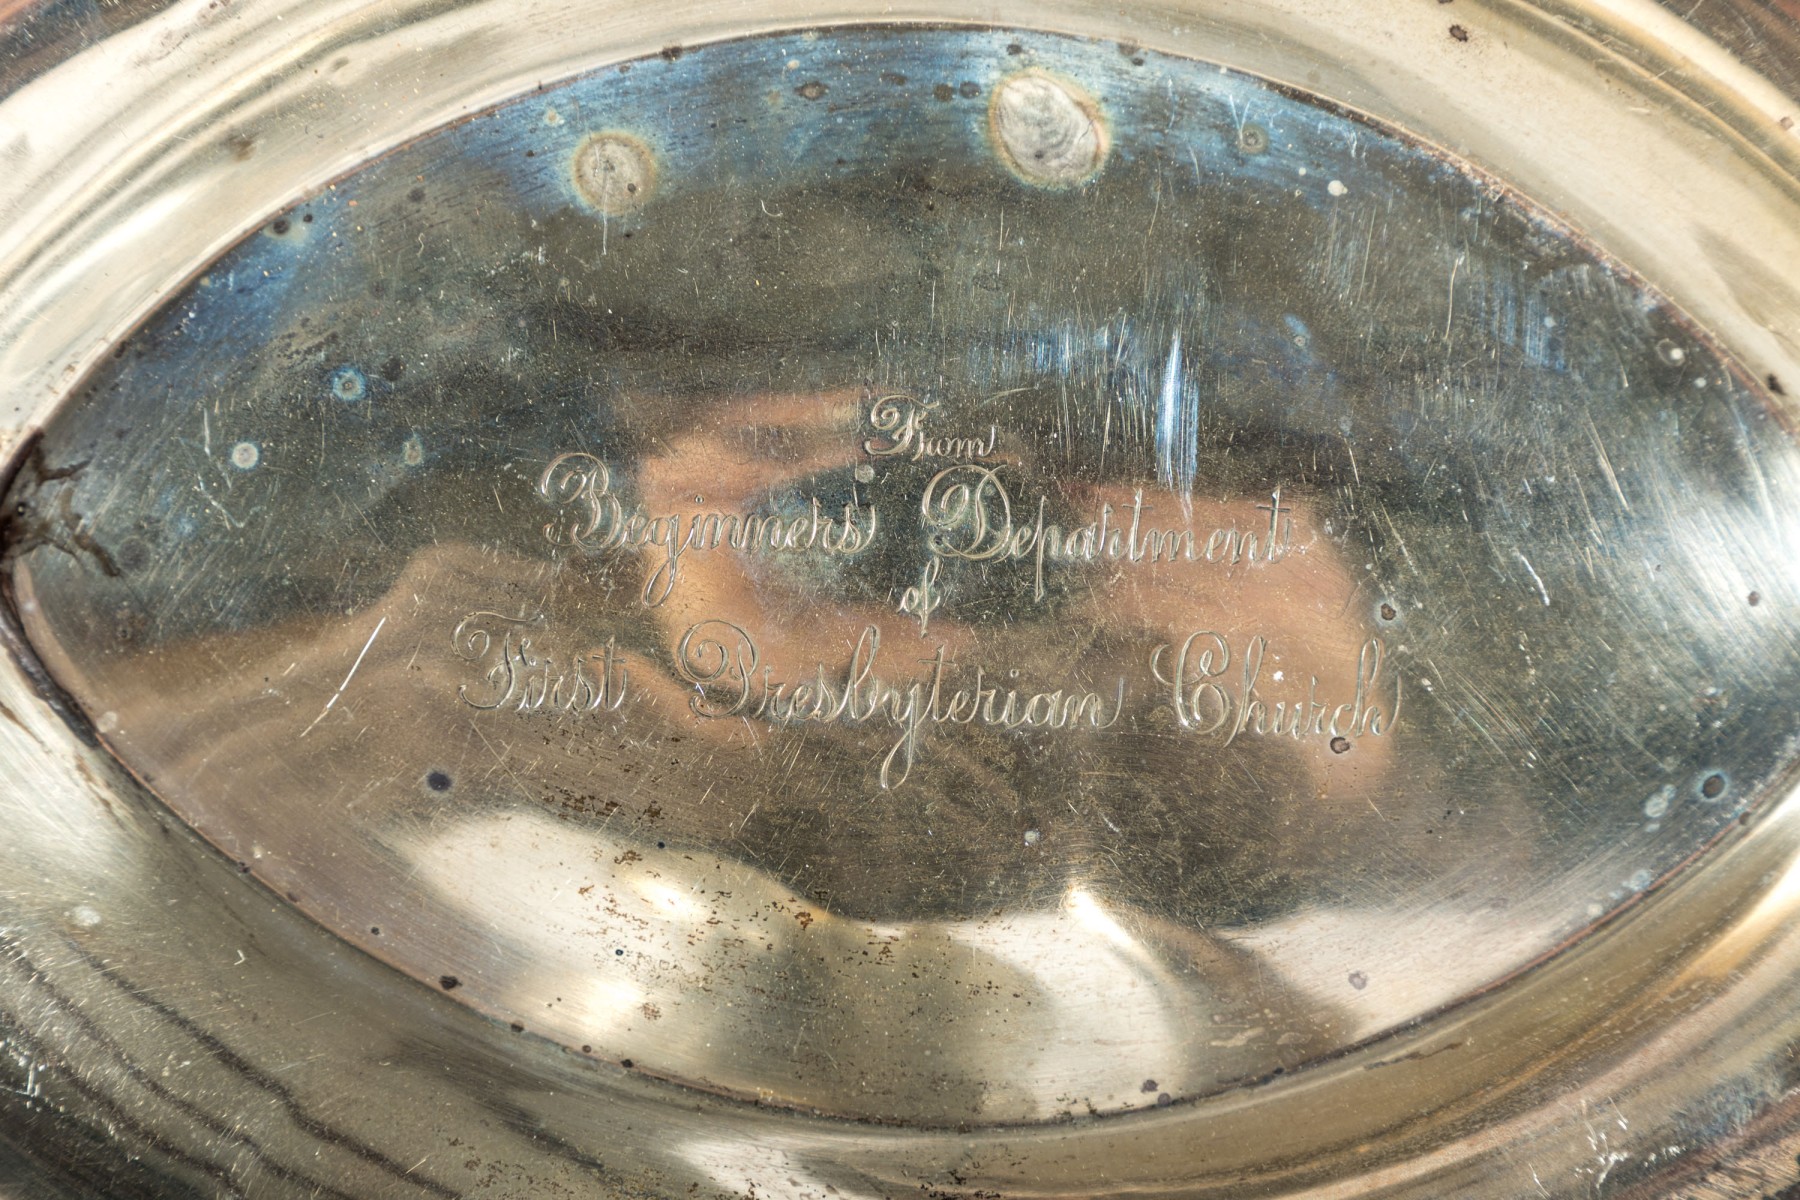 From
Beginners Department
of
First Presbyterian Church